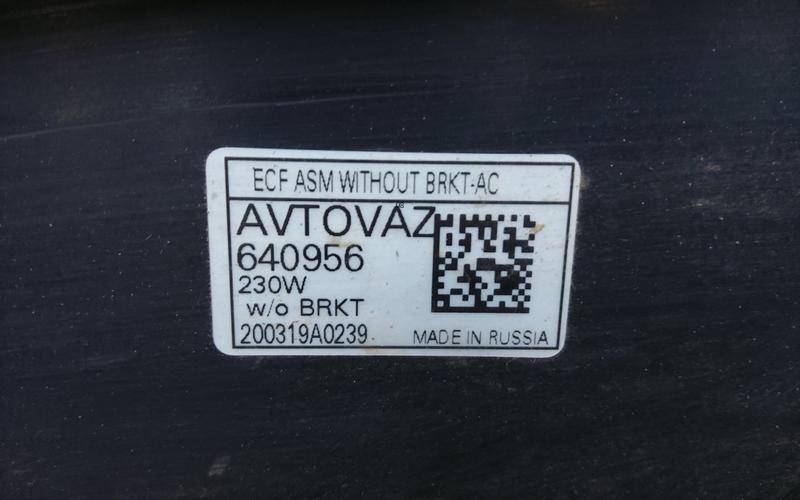 ECF ASM WITHOUT BRKT-AC
AVTOVAZ
640956
230W
w/o BRKT
200319A0239
MADE IN RUSSIA